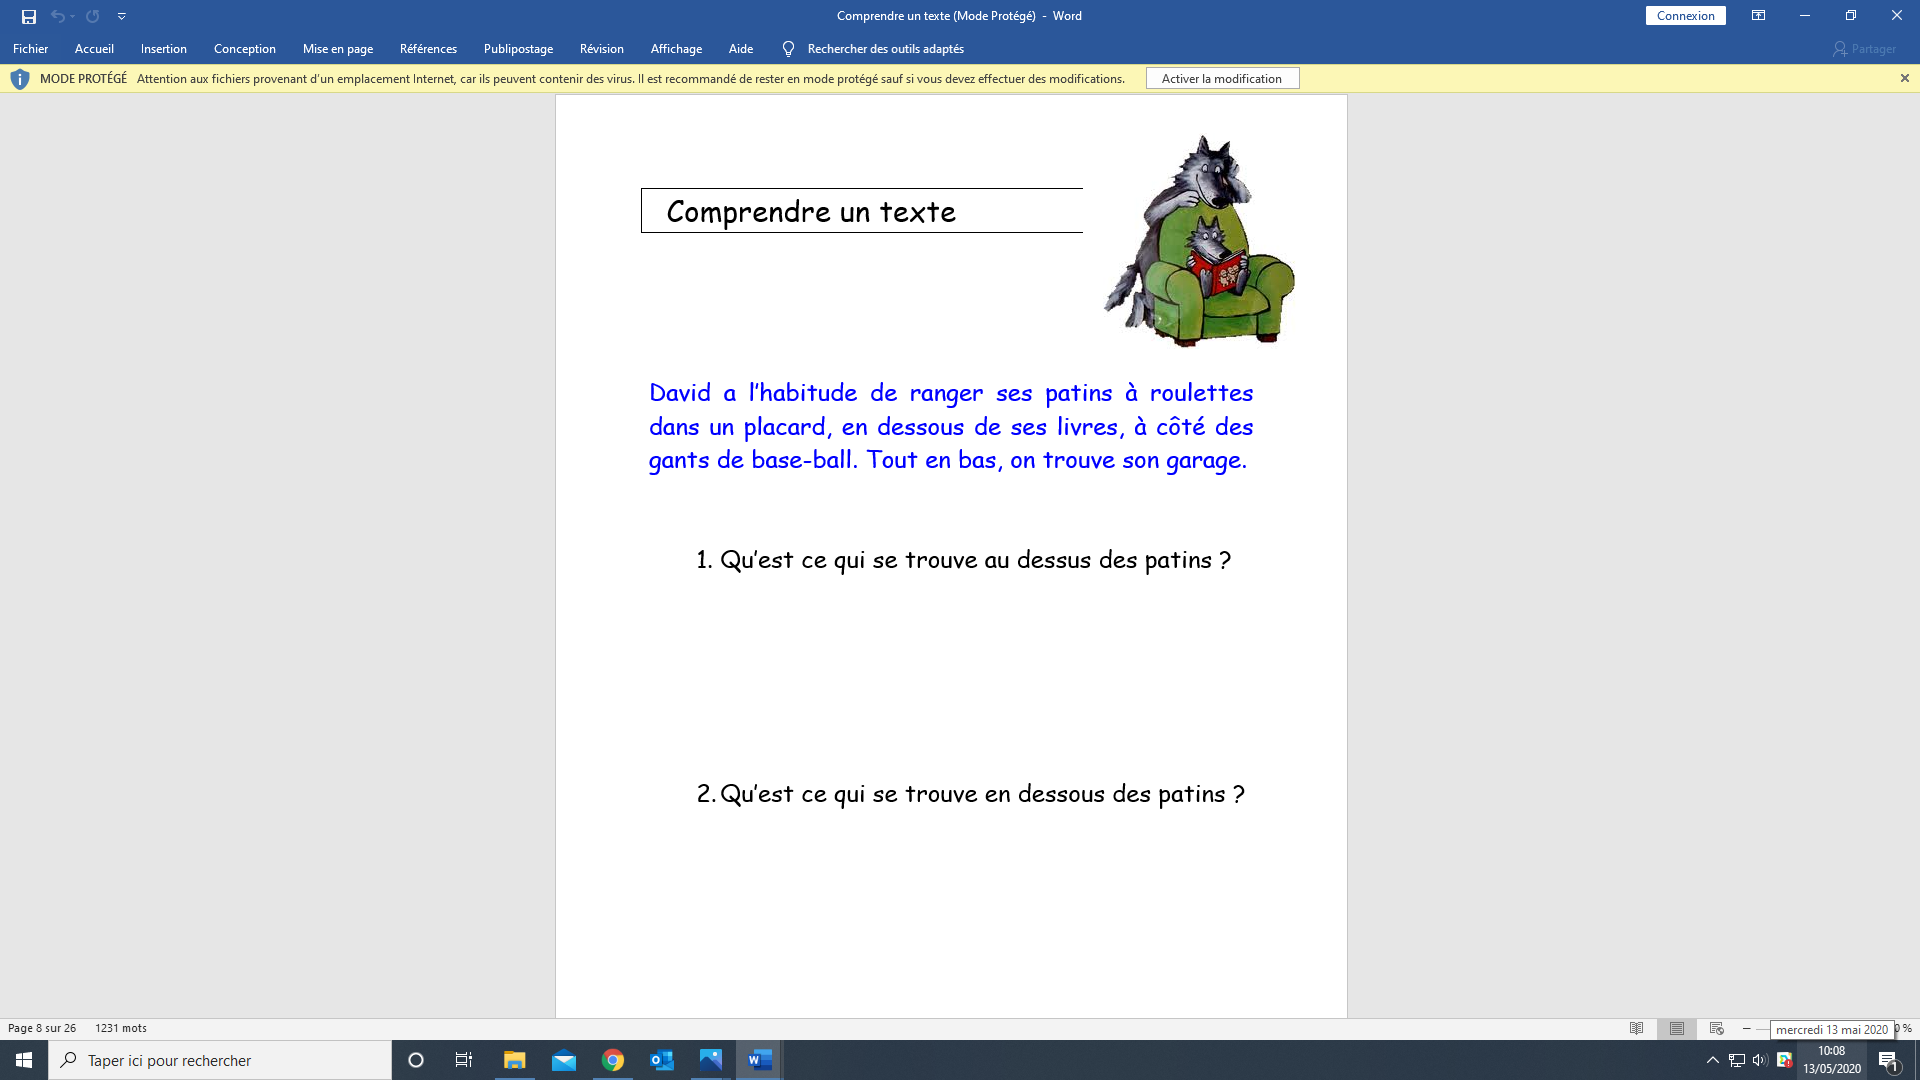 Comprendre un texte (Mode Protégé) - Word
Connexion
Fichier Accueil Insertion Conception Mise en page Références Publipostage Révision Affichage Aide Rechercher des outils adaptés Partager
MODE PROTÉGÉ Attention aux fichiers provenant d'un emplacement Internet, car ils peuvent contenir des virus. Il est recommandé de rester en mode protégé sauf si vous devez effectuer des modifications. Activer la modification
Comprendre un texte
David a l'habitude de ranger ses patins à roulettes
dans un placard, en dessous de ses livres, à côté des
gants de base-ball. Tout en bas, on trouve son garage.
1. Qu'est ce qui se trouve au dessus des patins ?
2. Qu'est ce qui se trouve en dessous des patins ?
Page 8 sur 26 1231 mots
mercredi 13 mai 2020
0 %
Taper ici pour rechercher
10:08
13/05/2020
1